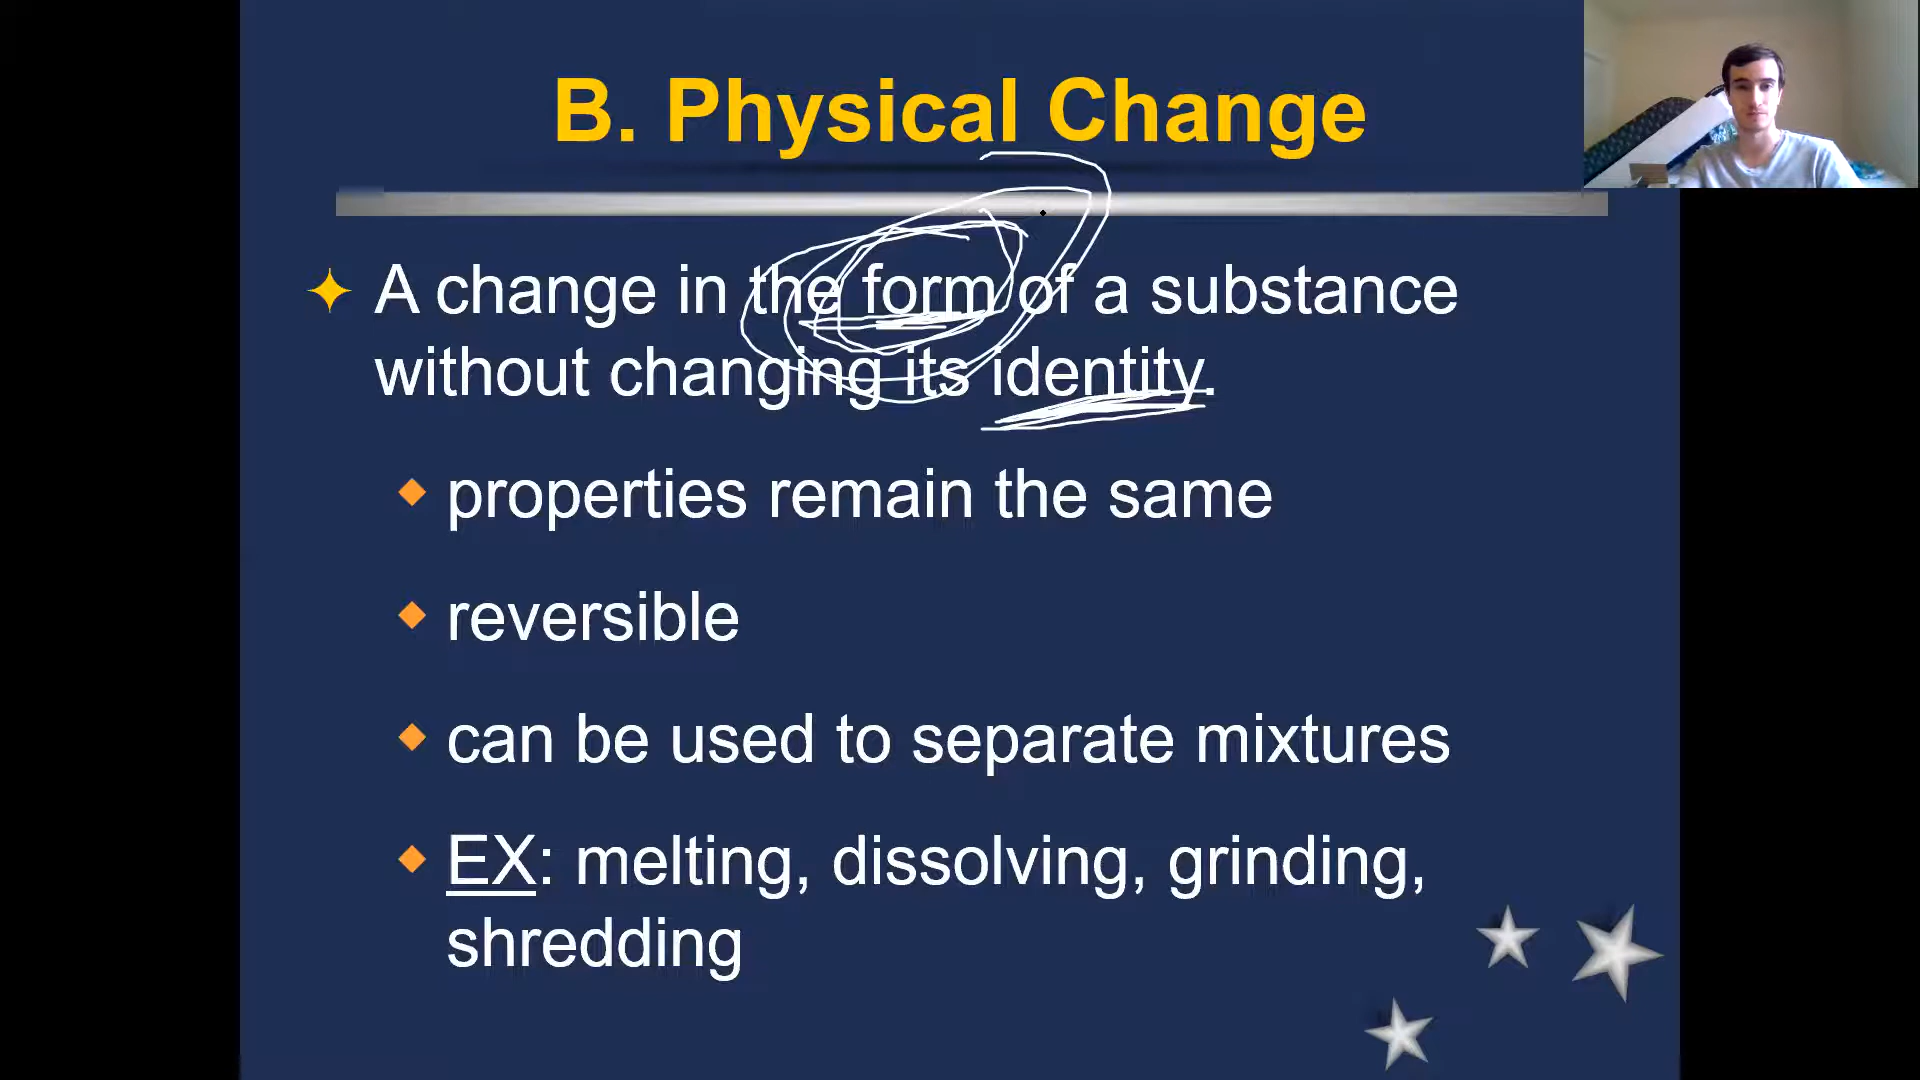 B. Physical Change
A change in the form of a substance
without changing its identity.
properties remain the same
reversible
can be used to separate mixtures
EX: melting, dissolving, grinding,
shredding